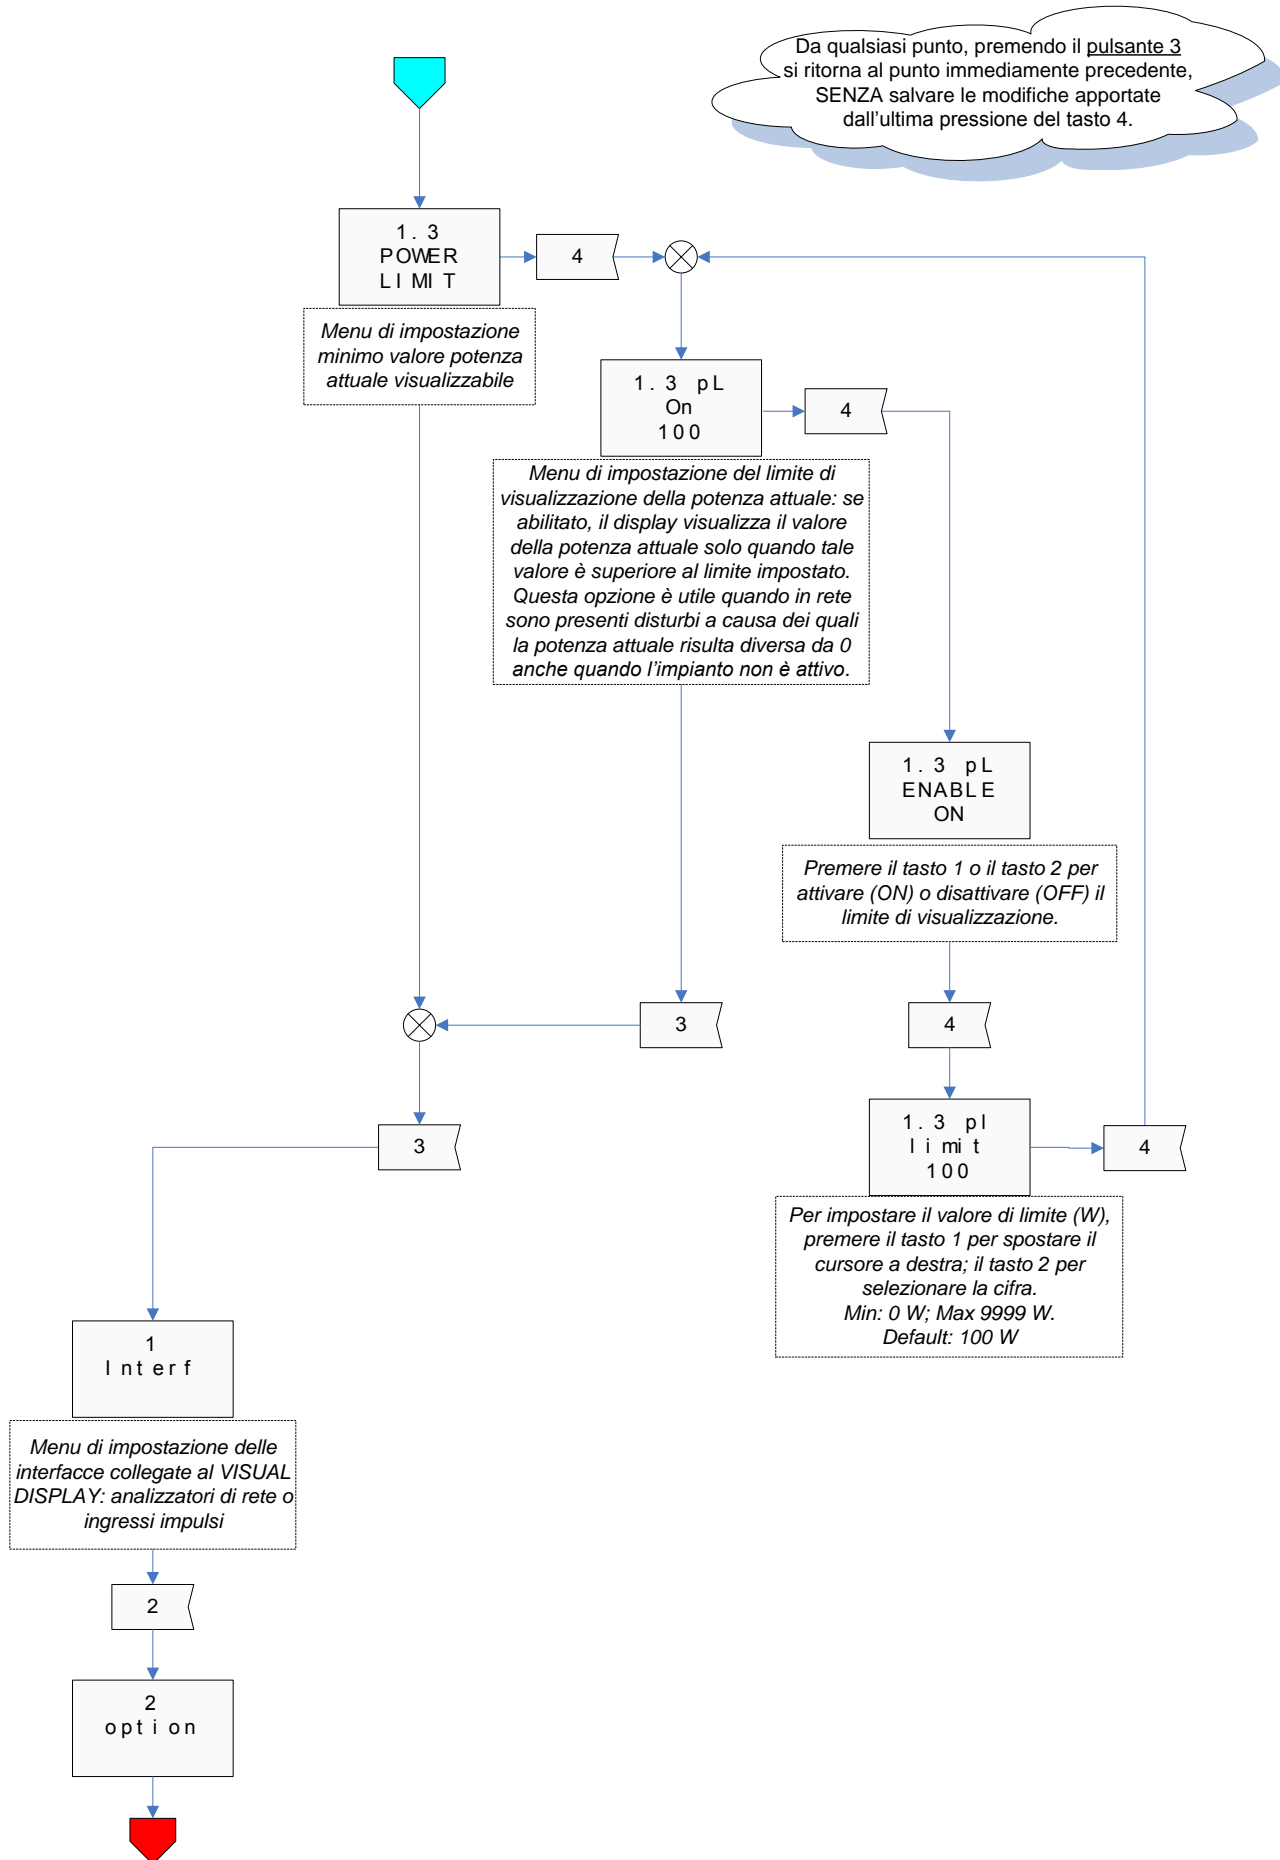 Da qualsiasi punto, premendo il pulsante 3
si ritorna al punto immediamente precedente,
SENZA salvare le modifiche apportate
dall'ultima pressione del tasto 4.
1.3
POWER
LIMIT
4
Menu di impostazione
minimo valore potenza
attuale visualizzabile
1.3 pL
On
100
4
Menu di impostazione del limite di
visualizzazione della potenza attuale: se
abilitato, il display visualizza il valore
della potenza attuale solo quando tale
valore è superiore al limite impostato.
Questa opzione è utile quando in rete
sono presenti disturbi a causa dei quali
la potenza attuale risulta diversa da 0
anche quando l'impianto non è attivo.
1.3 pL
ENABLE
ON
Premere il tasto 1 o il tasto 2 per
attivare (ON) o disattivare (OFF) il
limite di visualizzazione.
3
4
3
1.3 pl
limit
100
4
Per impostare il valore di limite (W),
premere il tasto 1 per spostare il
cursore a destra; il tasto 2 per
selezionare la cifra.
Min: 0 W; Max 9999 W.
Default: 100 W
1
Interf
Menu di impostazione delle
interfacce collegate al VISUAL
DISPLAY: analizzatori di rete o
ingressi impulsi
2
2
option